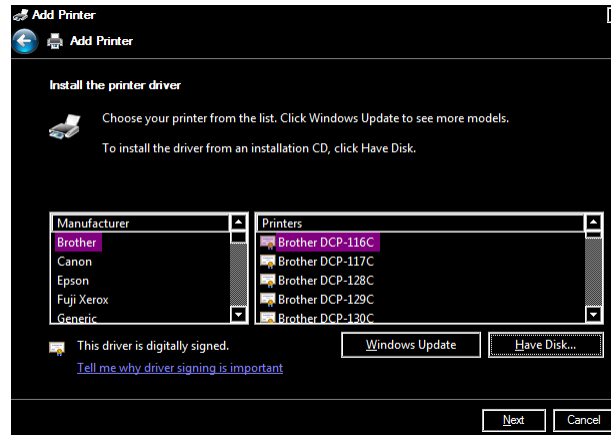 Add Printer
Add Printer
Install the printer driver
Choose your printer from the list. Click Windows Update to see more models.
To install the driver from an installation CD, click Have Disk.
Manufacturer
Brother
Canon
Epson
Fuji Xerox
Generic
Printers
Brother DCP-116C
Brother DCP-117C
Brother DCP-128C
Brother DCP-129C
Brother DCP-130C
This driver is digitally signed.
Tell me why driver signing is important
Windows Update
Have Disk...
Next
Cancel